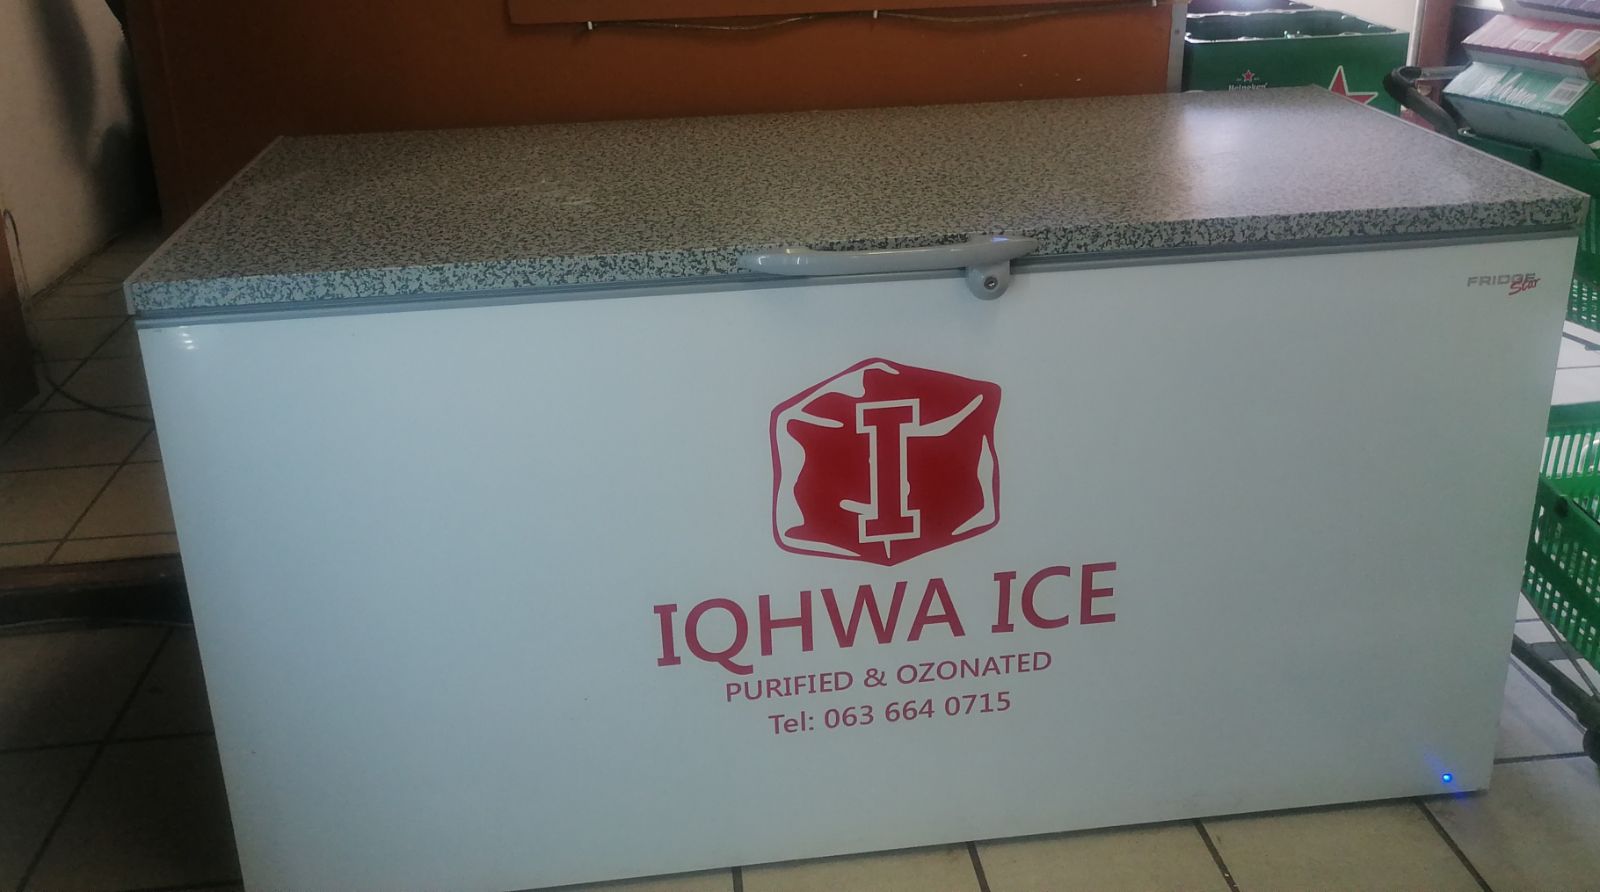 Heineken
FRIDGE
Star
I
IQHWA ICE
PURIFIED & OZONATED
Tel: 063 664 0715